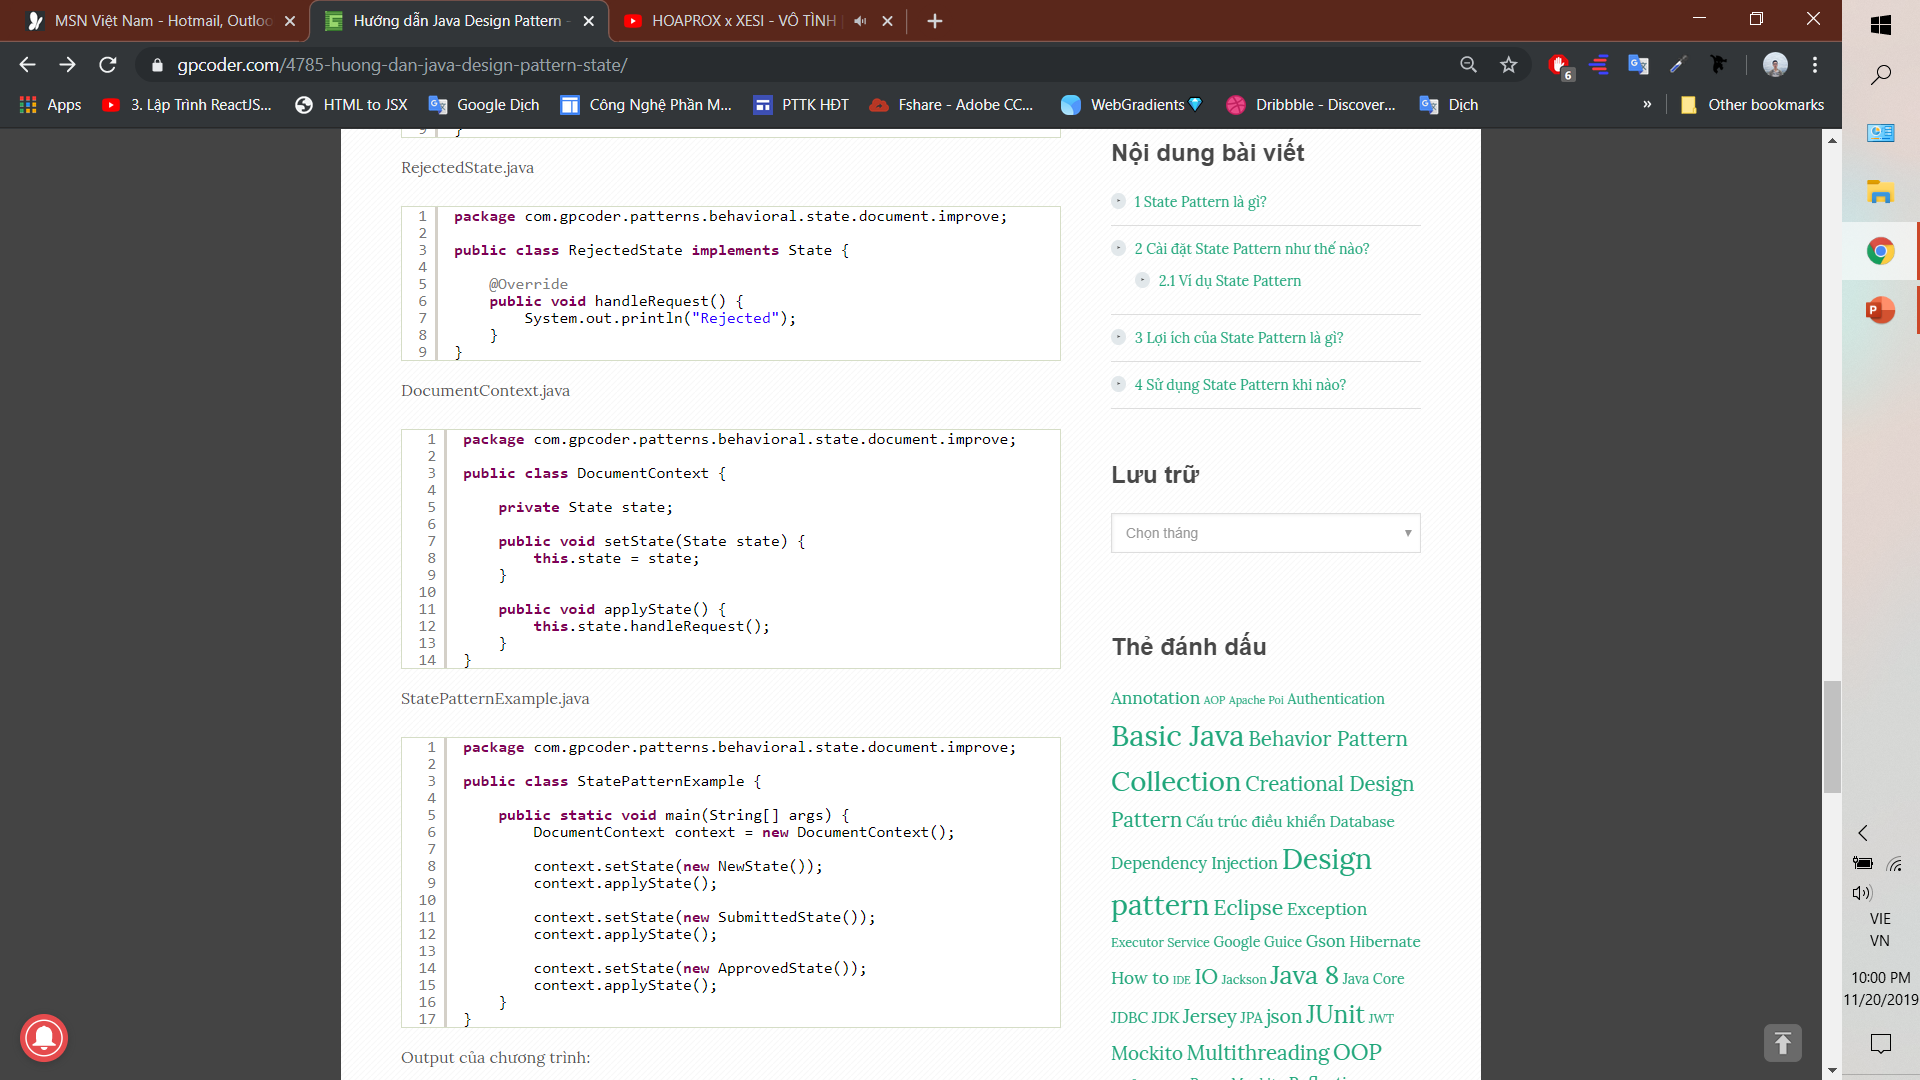 MSN Việt Nam - Hotmail, Outloo
Hướng dẫn Java Design Pattern -
HOAPROX x XESI - VÔ TÌNH
gpcoder.com/4785-huong-dan-java-design-pattern-state/
6
Apps
3. Lập Trình ReactJS...
HTML to JSX
Google Dịch
Công Nghệ Phần M...
PTTK HĐT
Fshare - Adobe CC...
WebGradients
Dribbble - Discover...
Dịch
»
Other bookmarks
9 }
RejectedState.java
1 package com.gpcoder.patterns.behavioral.state.document.improve;
2
3 public class RejectedState implements State {
4
5 @Override
6 public void handleRequest() {
7 System.out.println("Rejected");
8 }
9 }
DocumentContext.java
1 package com.gpcoder.patterns.behavioral.state.document.improve;
2
3 public class DocumentContext {
4
5 private State state;
6
7 public void setState(State state) {
8 this.state = state;
9 }
10
11 public void applyState() {
12 this.state.handleRequest();
13 }
14 }
StatePatternExample.java
1 package com.gpcoder.patterns.behavioral.state.document.improve;
2
3 public class StatePatternExample {
4
5 public static void main(String[] args) {
6 DocumentContext context = new DocumentContext();
7
8 context.setState(new NewState());
9 context.applyState();
10
11 context.setState(new SubmittedState());
12 context.applyState();
13
14 context.setState(new ApprovedState());
15 context.applyState();
16 }
17 }
Output của chương trình:
Nội dung bài viết
1 State Pattern là gì?
2 Cài đặt State Pattern như thế nào?
2.1 Ví dụ State Pattern
3 Lợi ích của State Pattern là gì?
4 Sử dụng State Pattern khi nào?
Lưu trữ
Chọn tháng
Thẻ đánh dấu
Annotation AOP Apache Poi Authentication
Basic Java Behavior Pattern
Collection Creational Design
Pattern Cấu trúc điều khiển Database
Dependency Injection Design
pattern Eclipse Exception
Executor Service Google Guice Gson Hibernate
How to IDE IO Jackson Java 8 Java Core
JDBC JDK Jersey JPA json JUnit JWT
Mockito Multithreading OOP
VIE
VN
10:00 PM
11/20/2019